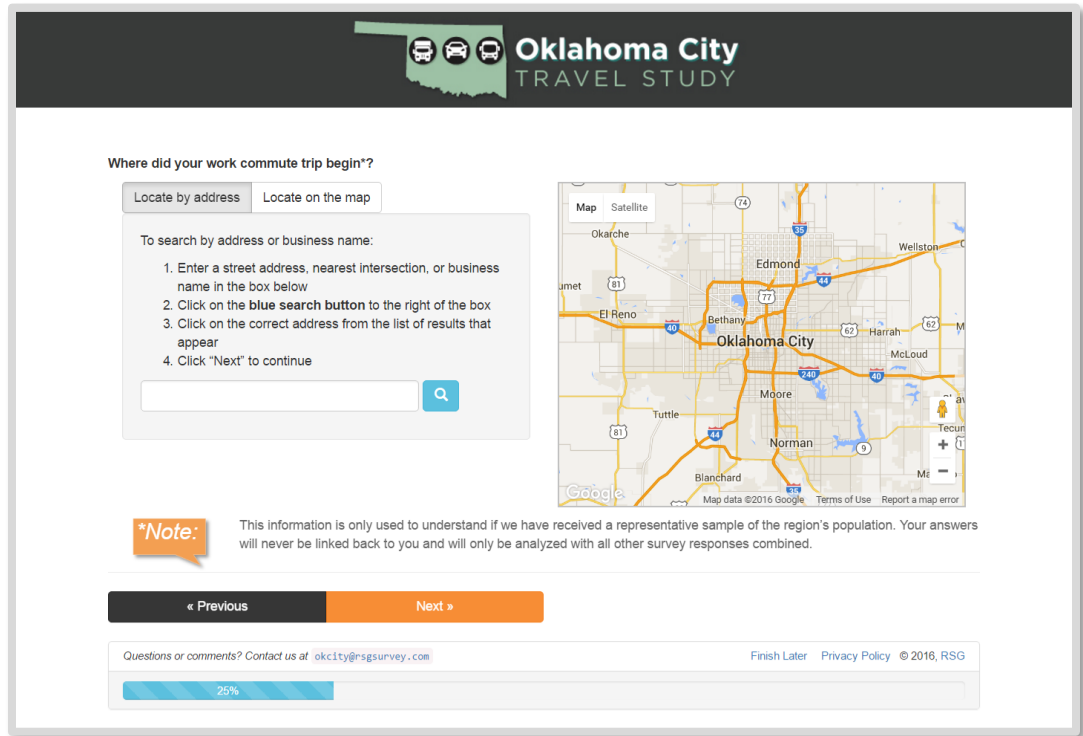 Oklahoma City
TRAVEL STUDY
Where did your work commute trip begin*?
Locate by address
Locate on the map
To search by address or business name:
1. Enter a street address, nearest intersection, or business
name in the box below
2. Click on the blue search button to the right of the box
3. Click on the correct address from the list of results that
appear
4. Click “Next” to continue
Map Satellite
74
35
Okarche
Wellston
Edmond
44
umet
81
77
El Reno
Bethany
40
62
Harrah
62
M
Oklahoma City
McLoud
240
40
Moore
Tuttle
81
44
Tecun
Norman
9
Blanchard
35
Google
Map data ©2016 Google Terms of Use Report a map error
*Note:
This information is only used to understand if we have received a representative sample of the region's population. Your answers
will never be linked back to you and will only be analyzed with all other survey responses combined.
« Previous
Next »
Questions or comments? Contact us at okcity@rsgsurvey.com
Finish Later Privacy Policy © 2016, RSG
25%